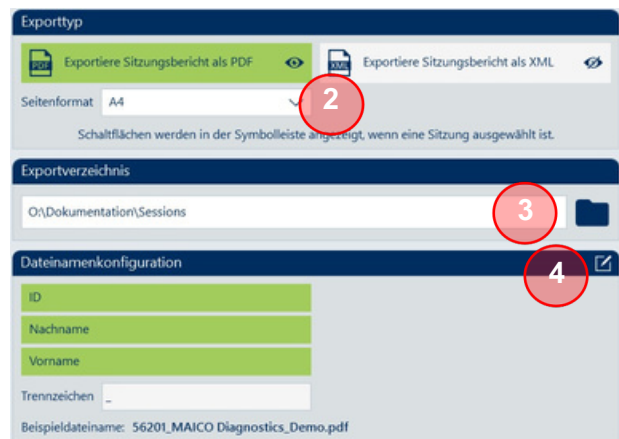 Exporttyp
PDF Exportiere Sitzungsbericht als PDF XML Exportiere Sitzungsbericht als XML
Seitenformat A4 2
Schaltflächen werden in der Symbolleiste angezeigt, wenn eine Sitzung ausgewählt ist.
Exportverzeichnis
O:\Dokumentation\Sessions 3
Dateinamenkonfiguration 4
ID
Nachname
Vorname
Trennzeichen _
Beispieldateiname: 56201_MAICO Diagnostics_Demo.pdf